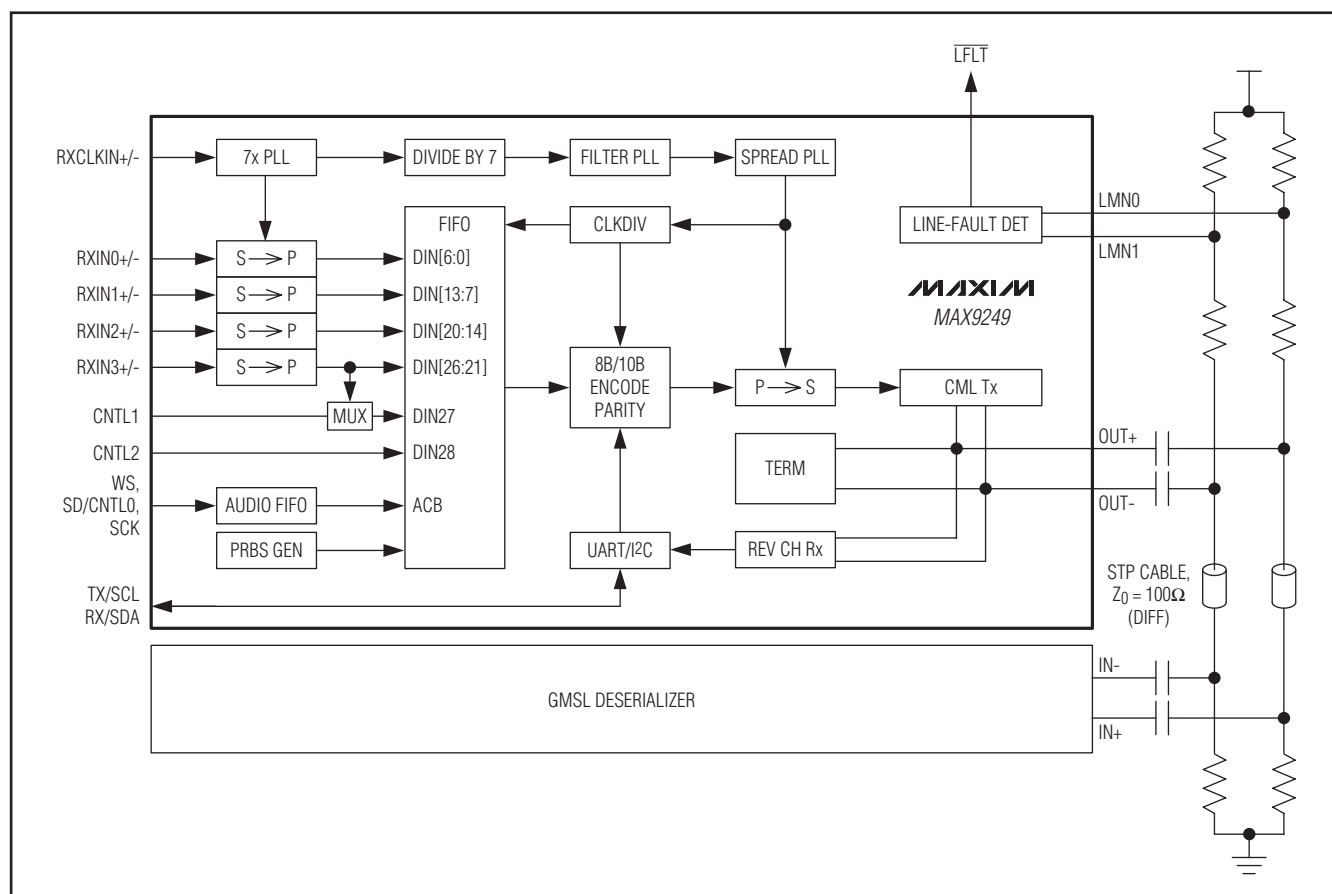 LFLT
RXCLKIN+/-
7x PLL
DIVIDE BY 7
FILTER PLL
SPREAD PLL
LMN0
LINE-FAULT DET
LMN1
FIFO
CLKDIV
RXIN0+/-
S → P
DIN[6:0]
RXIN1+/-
S → P
DIN[13:7]
RXIN2+/-
S → P
DIN[20:14]
RXIN3+/-
S → P
DIN[26:21]
MAXIM
MAX9249
8B/10B
ENCODE
PARITY
P → S
CML Tx
CNTL1
MUX
DIN27
CNTL2
DIN28
TERM
OUT+
OUT-
WS,
SD/CNTL0,
SCK
AUDIO FIFO
ACB
PRBS GEN
UART/I²C
REV CH Rx
TX/SCL
RX/SDA
STP CABLE,
Z0 = 100Ω
(DIFF)
GMSL DESERIALIZER
IN-
IN+